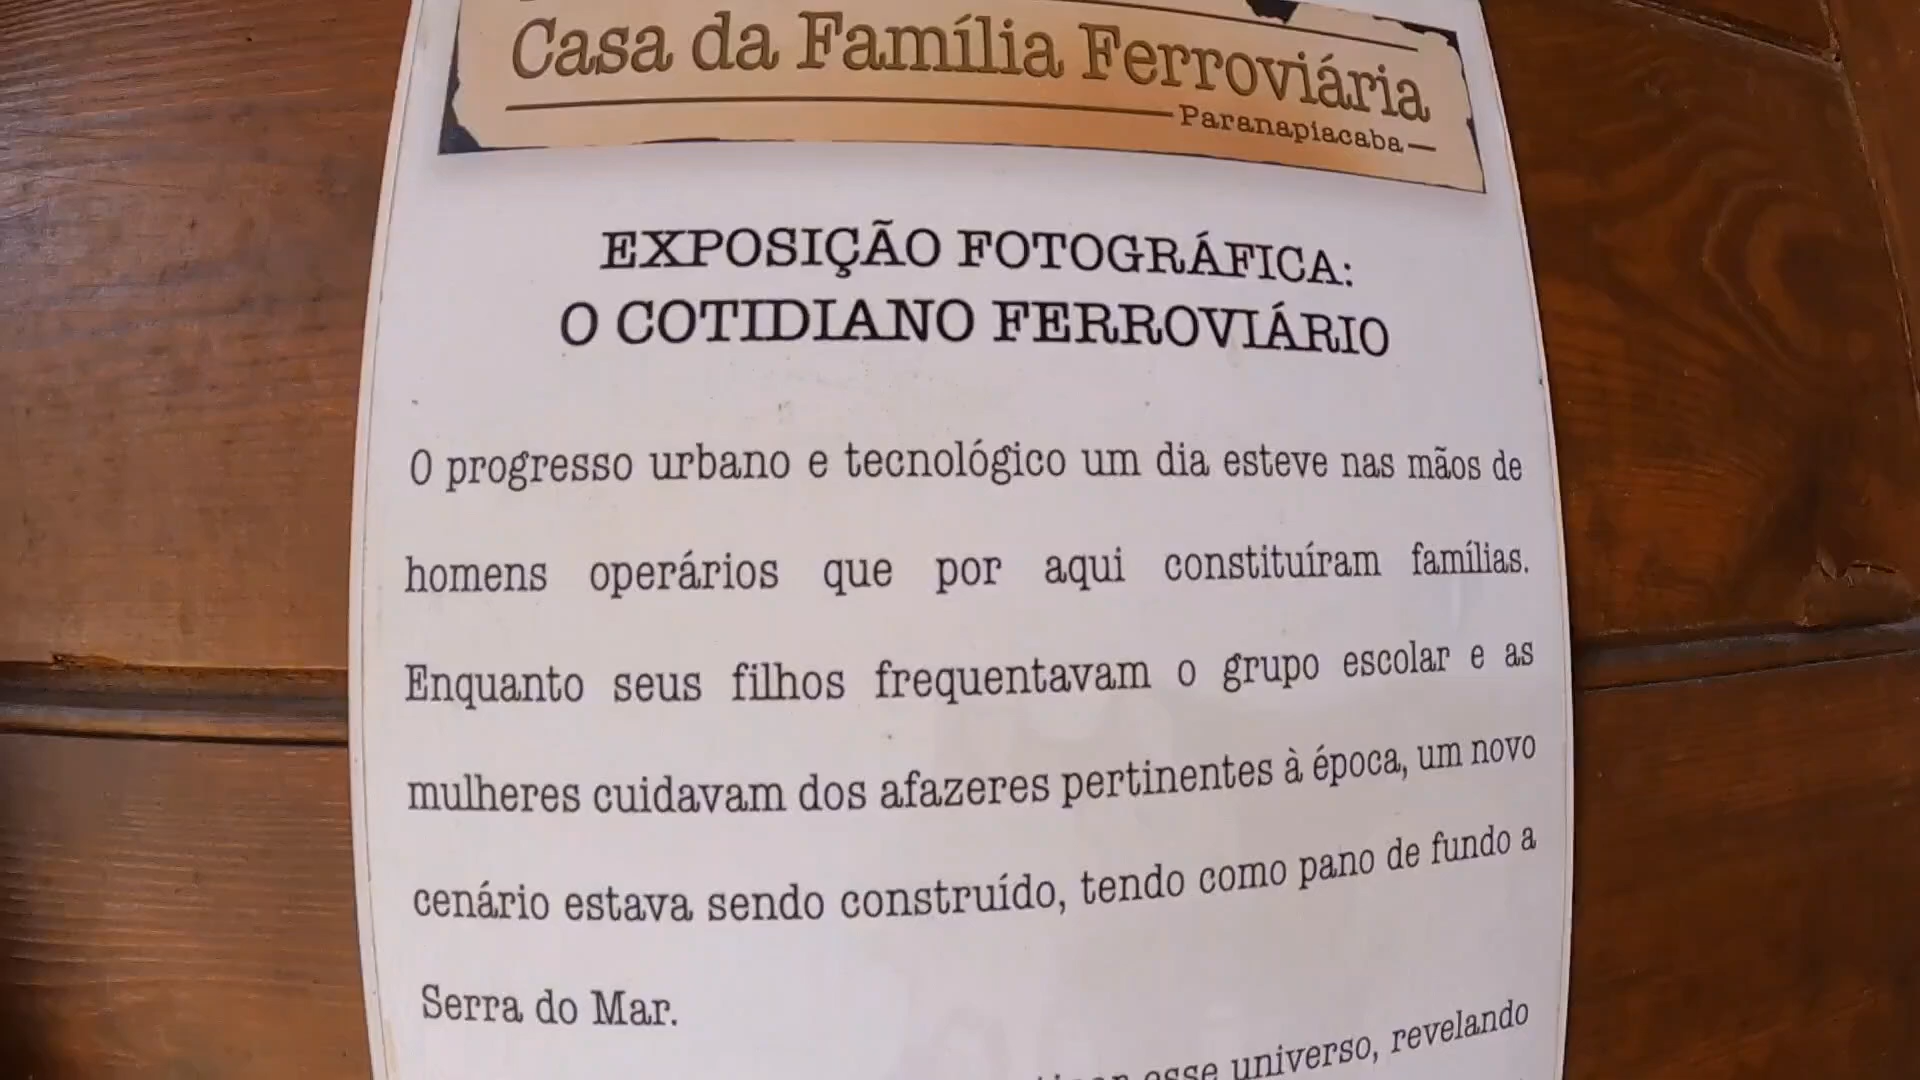 Casa da Família Ferroviária
Paranapiacaba
EXPOSIÇÃO FOTOGRÁFICA:
O COTIDIANO FERROVIÁRIO
O progresso urbano e tecnológico um dia esteve nas mãos de
homens operários que por aqui constituíram famílias.
Enquanto seus filhos frequentavam o grupo escolar e as
mulheres cuidavam dos afazeres pertinentes à época, um novo
cenário estava sendo construído, tendo como pano de fundo a
Serra do Mar.
esse universo, revelando